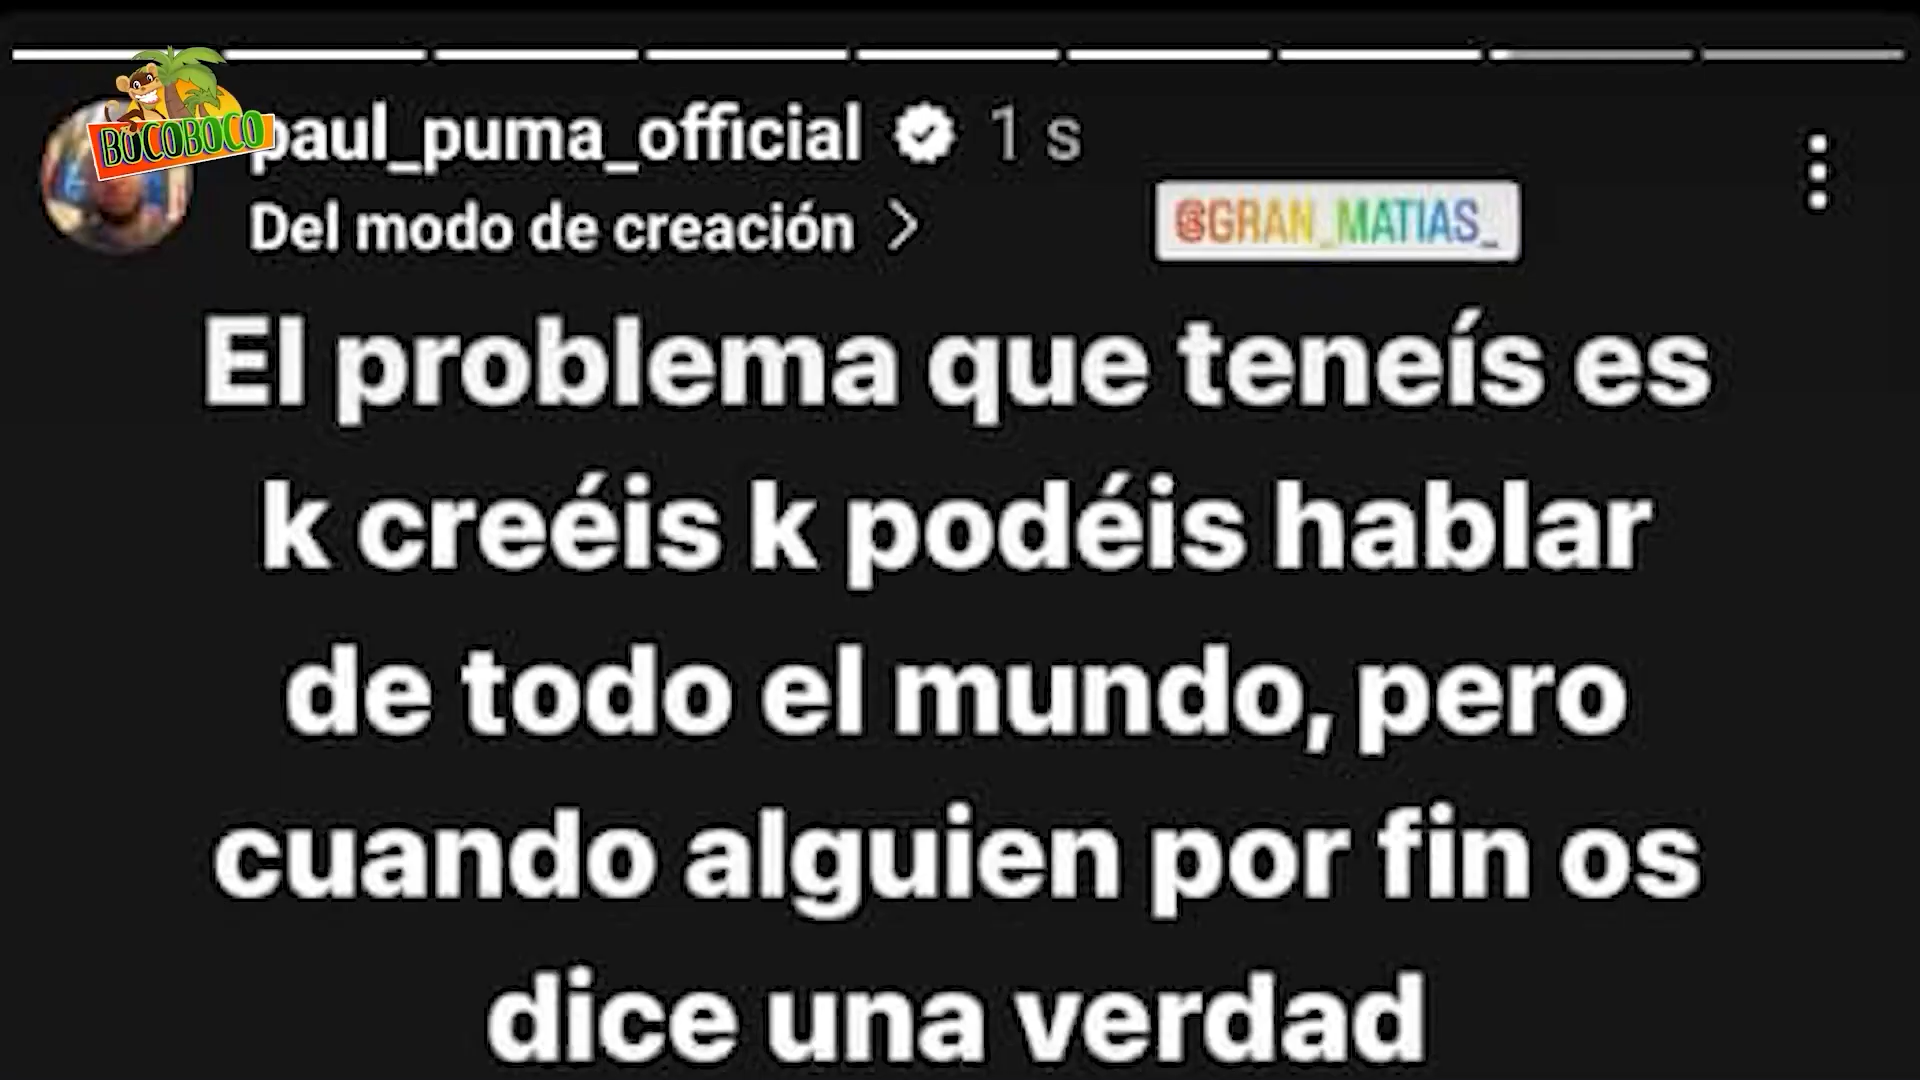 BOCOBOCO
paul_puma_official 1 s
Del modo de creación
@GRAN_MATIAS_
El problema que teneís es
k creéis k podéis hablar
de todo el mundo, pero
cuando alguien por fin os
dice una verdad